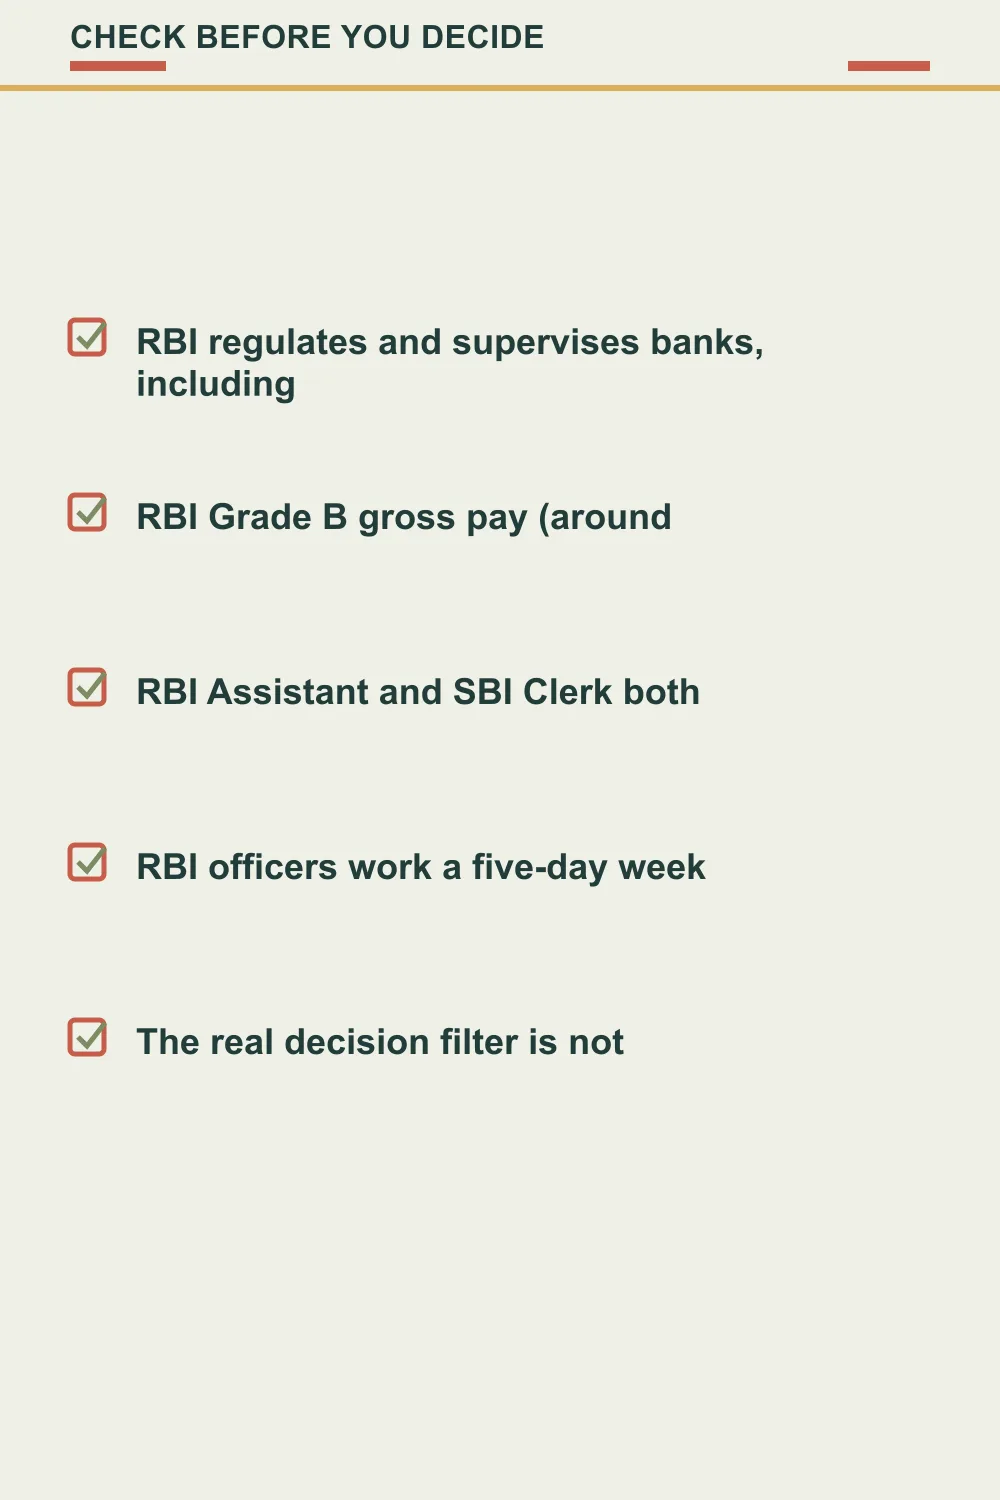 CHECK BEFORE YOU DECIDE
RBI regulates and supervises banks,
including
RBI Grade B gross pay (around
RBI Assistant and SBI Clerk both
RBI officers work a five-day week
The real decision filter is not